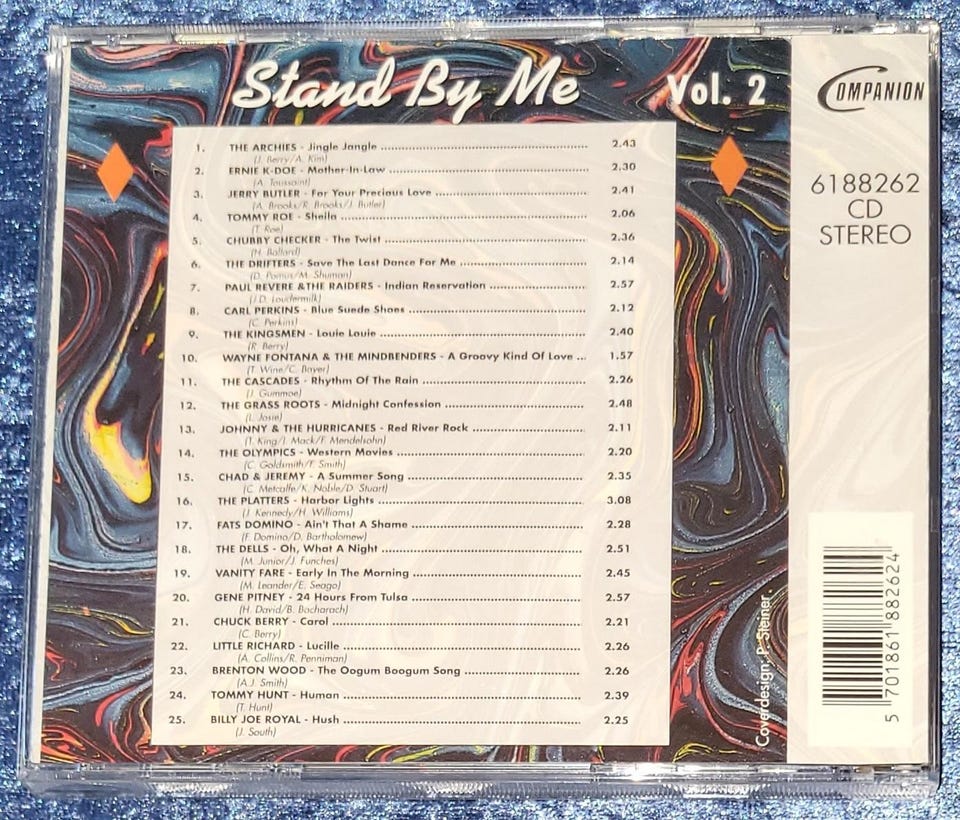 Stand By Me Vol. 2
COMPANION
6188262
CD
STEREO
1. THE ARCHIES - Jingle Jangle 2.43
(J. Berry/A. Kim)
2. ERNIE K-DOE - Mother-In-Law 2.30
(A. Toussaint)
3. JERRY BUTLER - For Your Precious Love 2.41
(A. Brooks/R. Brooks/J. Butler)
4. TOMMY ROE - Sheila 2.06
(T. Roe)
5. CHUBBY CHECKER - The Twist 2.36
(H. Ballard)
6. THE DRIFTERS - Save The Last Dance For Me 2.14
(D. Pomus/M. Shuman)
7. PAUL REVERE &THE RAIDERS - Indian Reservation 2.57
(J.D. Loudermilk)
8. CARL PERKINS - Blue Suede Shoes 2.12
(C. Perkins)
9. THE KINGSMEN - Louie Louie 2.40
(R. Berry)
10. WAYNE FONTANA & THE MINDBENDERS - A Groovy Kind Of Love ... 1.57
(T. Wine/C. Bayer)
11. THE CASCADES - Rhythm Of The Rain 2.26
(J. Gummoe)
12. THE GRASS ROOTS - Midnight Confession 2.48
(L. Josie)
13. JOHNNY & THE HURRICANES - Red River Rock 2.11
(T. King/I. Mack/F. Mendelsohn)
14. THE OLYMPICS - Western Movies 2.20
(C. Goldsmith/F. Smith)
15. CHAD & JEREMY - A Summer Song 2.35
(C. Metcalfe/K. Noble/D. Stuart)
16. THE PLATTERS - Harbor Lights 3.08
(J. Kennedy/H. Williams)
17. FATS DOMINO - Ain't That A Shame 2.28
(F. Domino/D. Bartholomew)
18. THE DELLS - Oh, What A Night 2.51
(M. Junior/J. Funches)
19. VANITY FARE - Early In The Morning 2.45
(M. Leander/E. Seago)
20. GENE PITNEY - 24 Hours From Tulsa 2.57
(H. David/B. Bacharach)
21. CHUCK BERRY - Carol 2.21
(C. Berry)
22. LITTLE RICHARD - Lucille 2.26
(A. Collins/R. Penniman)
23. BRENTON WOOD - The Oogum Boogum Song 2.26
(A.J. Smith)
24. TOMMY HUNT - Human 2.39
(T. Hunt)
25. BILLY JOE ROYAL - Hush 2.25
(J. South)
Coverdesign: P. Steiner.
5 701861 882624